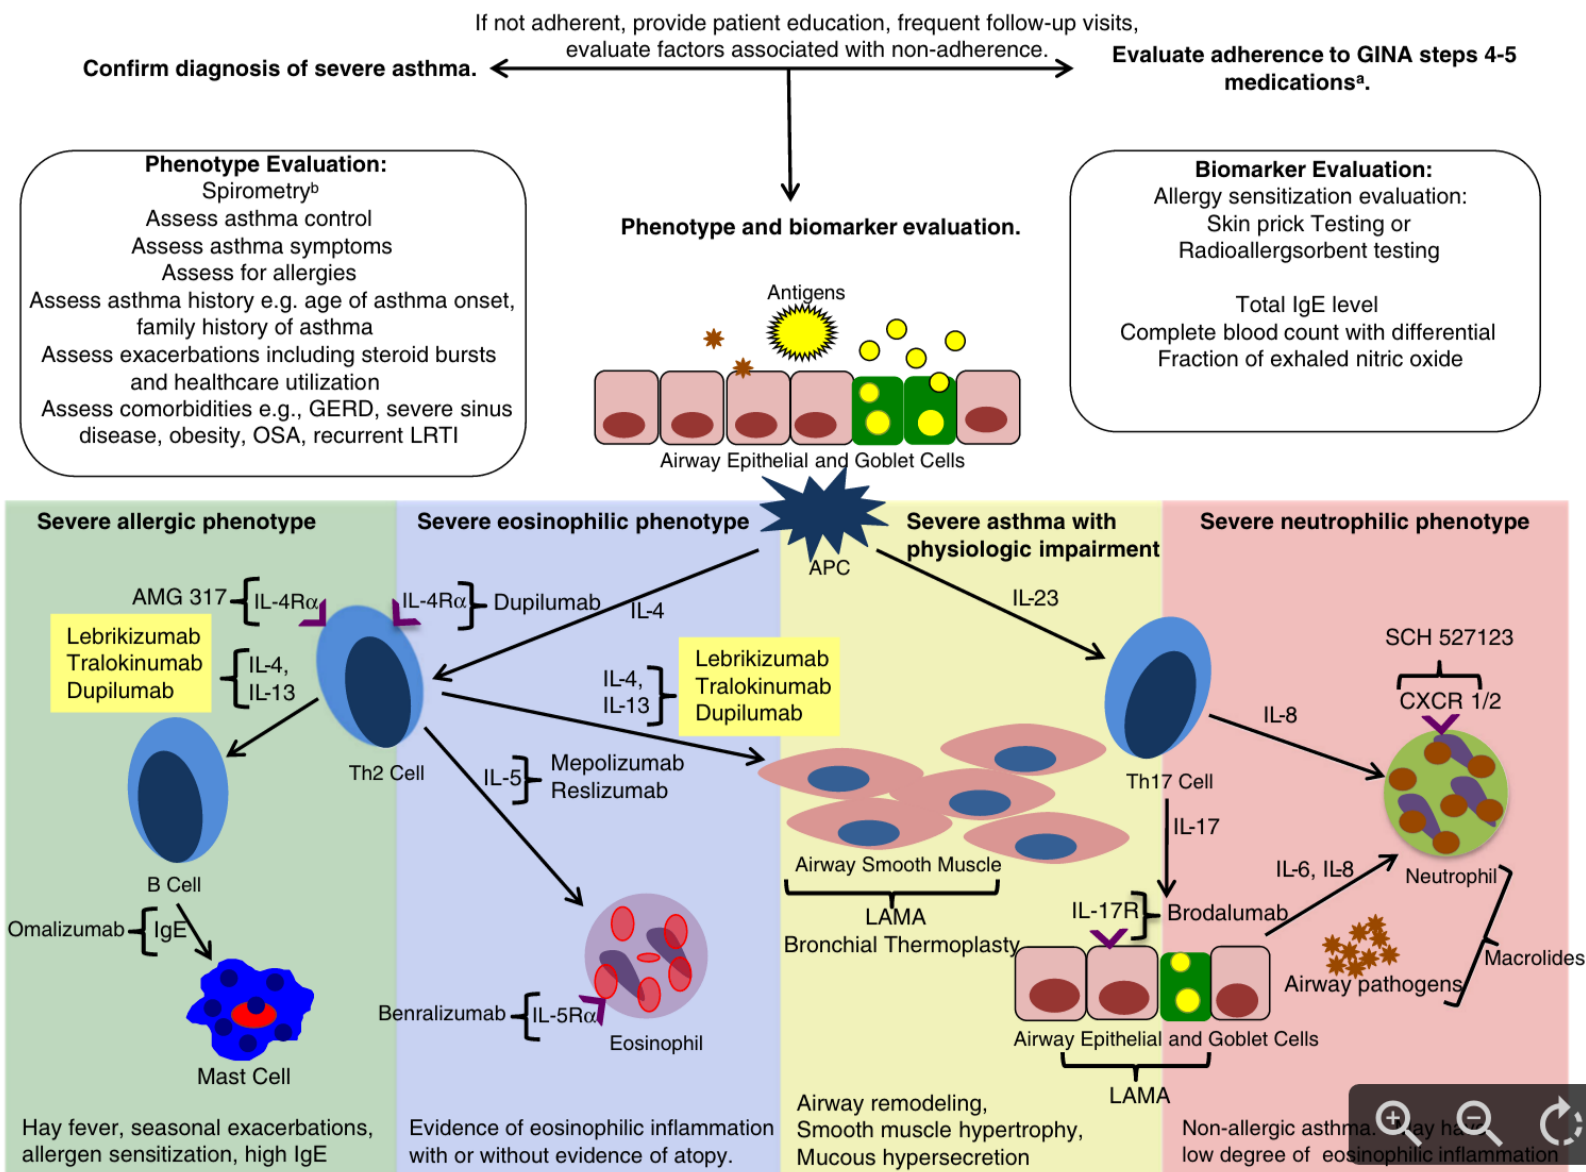 If not adherent, provide patient education, frequent follow-up visits,
evaluate factors associated with non-adherence.
Confirm diagnosis of severe asthma.
Evaluate adherence to GINA steps 4-5
medicationsᵃ.
Phenotype Evaluation:
Spirometryᵇ
Assess asthma control
Assess asthma symptoms
Assess for allergies
Assess asthma history e.g. age of asthma onset,
family history of asthma
Assess exacerbations including steroid bursts
and healthcare utilization
Assess comorbidities e.g., GERD, severe sinus
disease, obesity, OSA, recurrent LRTI
Phenotype and biomarker evaluation.
Biomarker Evaluation:
Allergy sensitization evaluation:
Skin prick Testing or
Radioallergsorbent testing
Total IgE level
Complete blood count with differential
Fraction of exhaled nitric oxide
Antigens
Airway Epithelial and Goblet Cells
APC
Severe allergic phenotype
AMG 317
IL-4Rα
Lebrikizumab
Tralokinumab
Dupilumab
IL-4,
IL-13
B Cell
Omalizumab
IgE
Mast Cell
Hay fever, seasonal exacerbations,
allergen sensitization, high IgE
Severe eosinophilic phenotype
IL-4Rα
Dupilumab
IL-4
Th2 Cell
IL-4,
IL-13
Lebrikizumab
Tralokinumab
Dupilumab
IL-5
Mepolizumab
Reslizumab
Benralizumab
IL-5Rα
Eosinophil
Evidence of eosinophilic inflammation
with or without evidence of atopy.
Severe asthma with
physiologic impairment
IL-23
Th17 Cell
Airway Smooth Muscle
LAMA
Bronchial Thermoplasty
IL-17
IL-17R
Brodalumab
Airway Epithelial and Goblet Cells
LAMA
Airway remodeling,
Smooth muscle hypertrophy,
Mucous hypersecretion
Severe neutrophilic phenotype
SCH 527123
CXCR 1/2
IL-8
IL-6, IL-8
Neutrophil
Airway pathogens
Macrolides
Non-allergic asthma. May have
low degree of eosinophilic inflammation